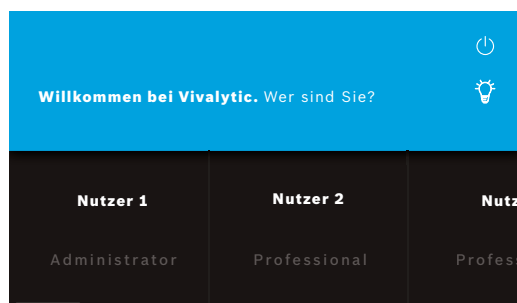 Willkommen bei Vivalytic. Wer sind Sie?
Nutzer 1 Nutzer 2
Administrator Professional